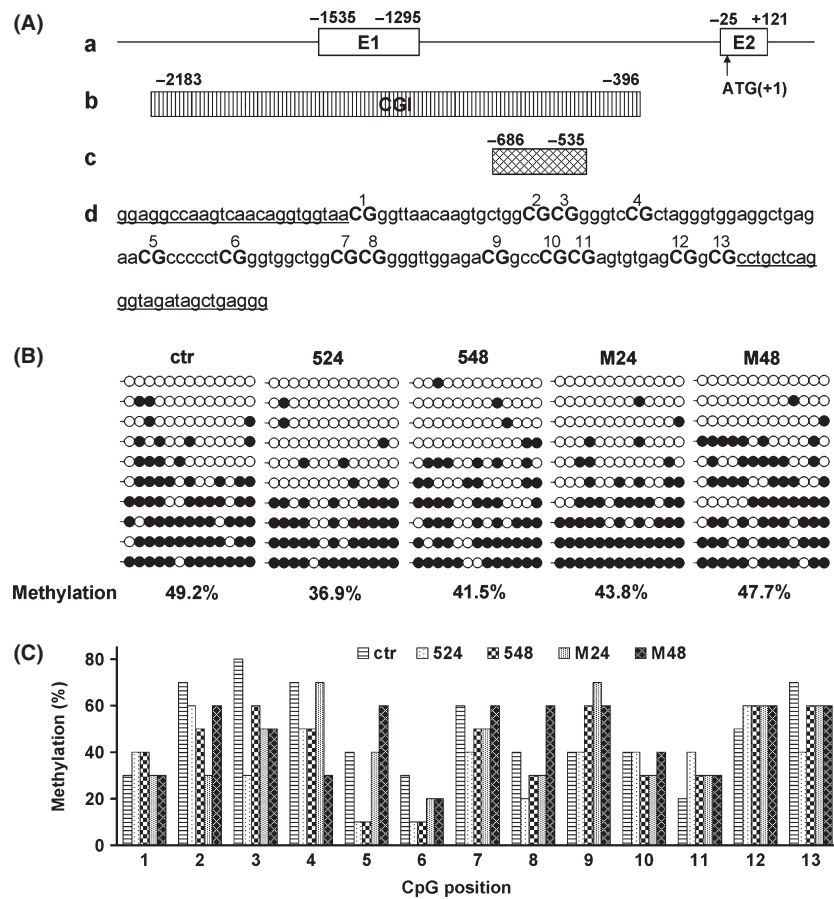 (A)
−1535 −1295 −25 +121
a E1 E2
ATG(+1)
−2183 −396
b CGI
−686 −535
c
1 2 3 4
d ggaggccaagtcaacaggtggtaaCGggttaacaagtgctggCGCGgggtccCGctagggtggaggctgag
5 6 7 8 9 10 11 12 13
aaCGccccctCGggtggctggCGCGgggttggagaCGgccCGCGagtgtgagCGgCGcctgctcag
ggtagatagctgaggg
(B)
ctr 524 548 M24 M48
Methylation 49.2% 36.9% 41.5% 43.8% 47.7%
(C)
ctr 524 548 M24 M48
Methylation (%)
80
60
40
20
0
1 2 3 4 5 6 7 8 9 10 11 12 13
CpG position